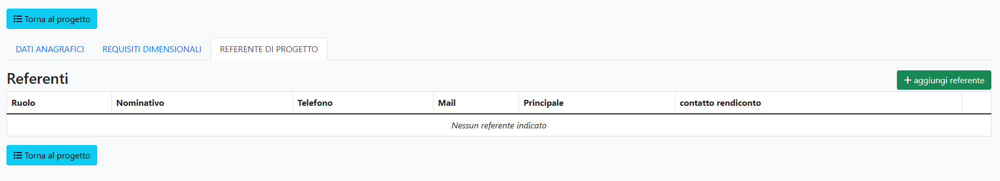 Torna al progetto
DATI ANAGRAFICI REQUISITI DIMENSIONALI REFERENTE DI PROGETTO
Referenti
+ aggiungi referente
Ruolo Nominativo Telefono Mail Principale contatto rendiconto
Nessun referente indicato
Torna al progetto